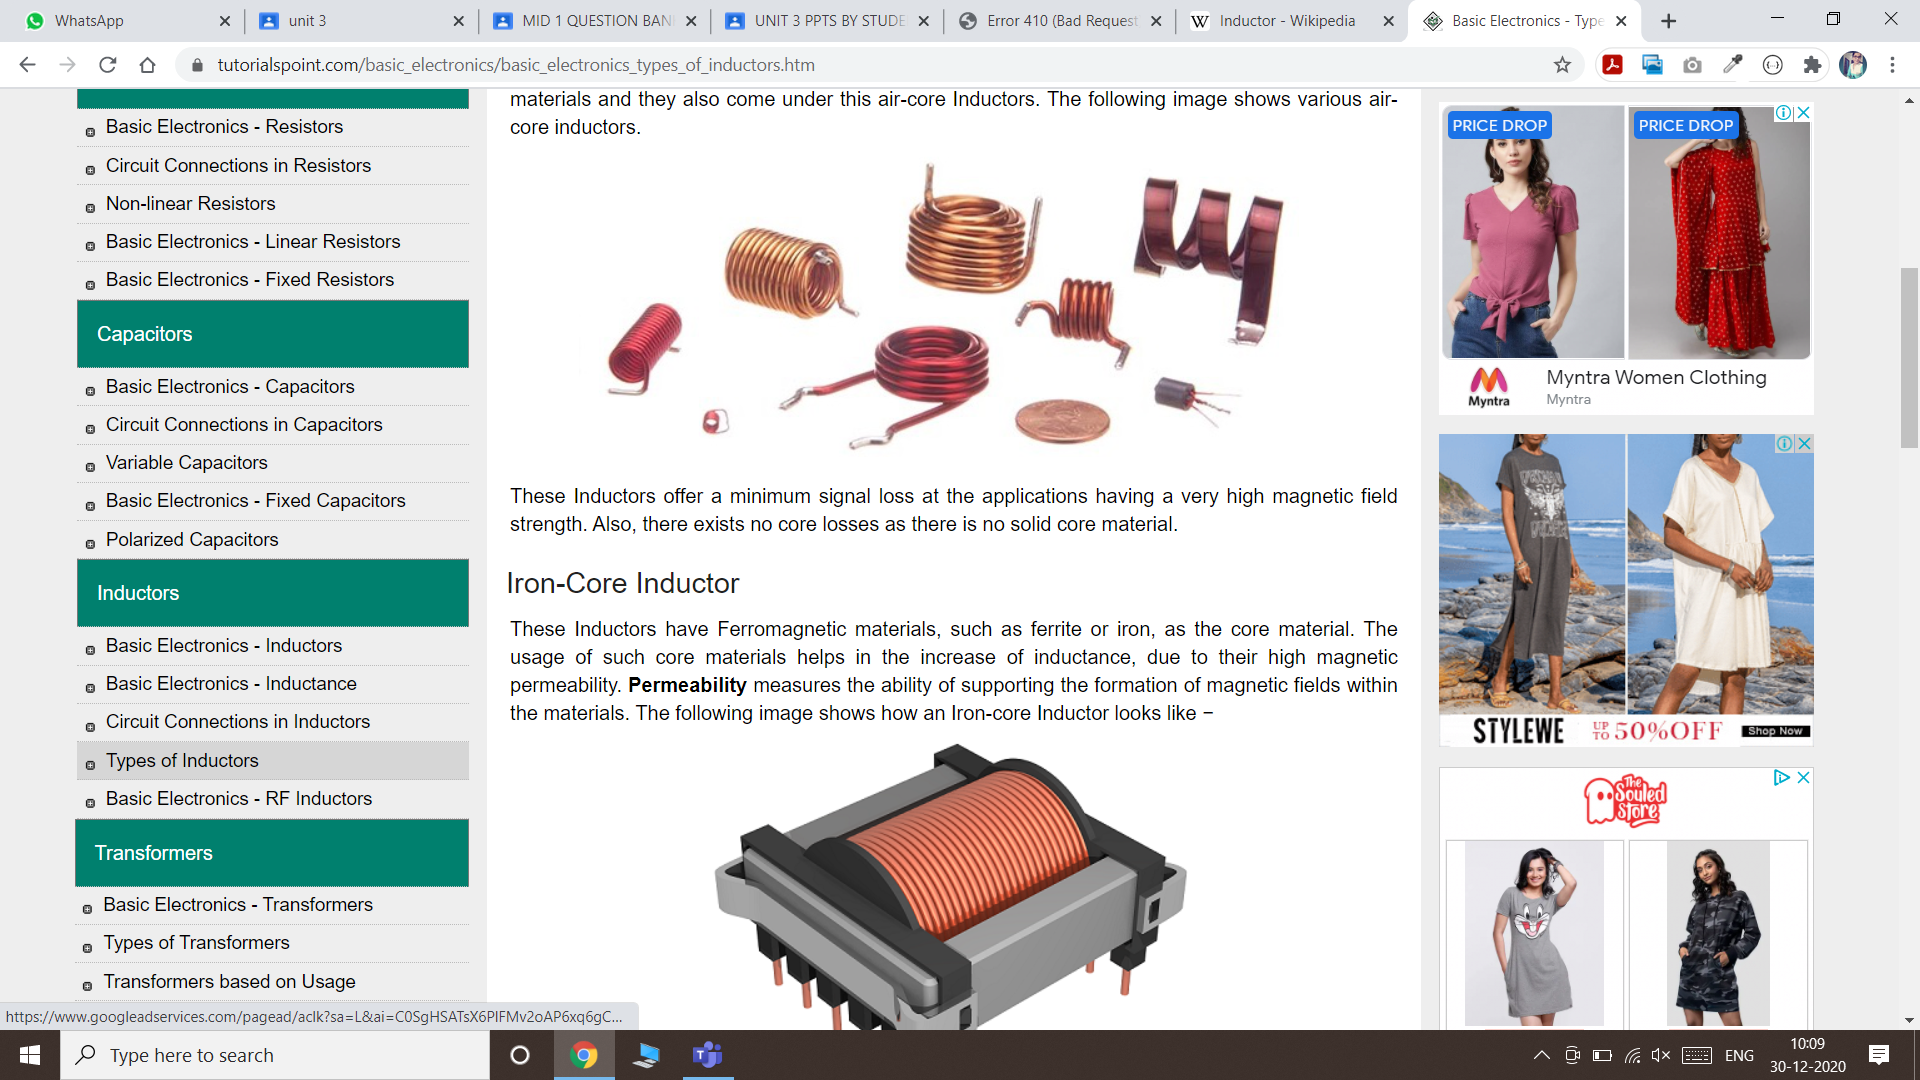 WhatsApp
unit 3
MID 1 QUESTION BAN
UNIT 3 PPTS BY STUDE
Error 410 (Bad Request
Inductor - Wikipedia
Basic Electronics - Type
tutorialspoint.com/basic_electronics/basic_electronics_types_of_inductors.htm
Basic Electronics - Resistors
Circuit Connections in Resistors
Non-linear Resistors
Basic Electronics - Linear Resistors
Basic Electronics - Fixed Resistors
Capacitors
Basic Electronics - Capacitors
Circuit Connections in Capacitors
Variable Capacitors
Basic Electronics - Fixed Capacitors
Polarized Capacitors
Inductors
Basic Electronics - Inductors
Basic Electronics - Inductance
Circuit Connections in Inductors
Types of Inductors
Basic Electronics - RF Inductors
Transformers
Basic Electronics - Transformers
Types of Transformers
Transformers based on Usage
materials and they also come under this air-core Inductors. The following image shows various air-
core inductors.
These Inductors offer a minimum signal loss at the applications having a very high magnetic field
strength. Also, there exists no core losses as there is no solid core material.
Iron-Core Inductor
These Inductors have Ferromagnetic materials, such as ferrite or iron, as the core material. The
usage of such core materials helps in the increase of inductance, due to their high magnetic
permeability. Permeability measures the ability of supporting the formation of magnetic fields within
the materials. The following image shows how an Iron-core Inductor looks like −
PRICE DROP
PRICE DROP
Myntra
Myntra Women Clothing
Myntra
STYLEWE
UP TO 50%OFF
Shop Now
The
Souled
Store
https://www.googleadservices.com/pagead/aclk?sa=L&ai=C0SgHSATsX6PIFMv2oAP6xq6gC...
Type here to search
ENG
10:09
30-12-2020